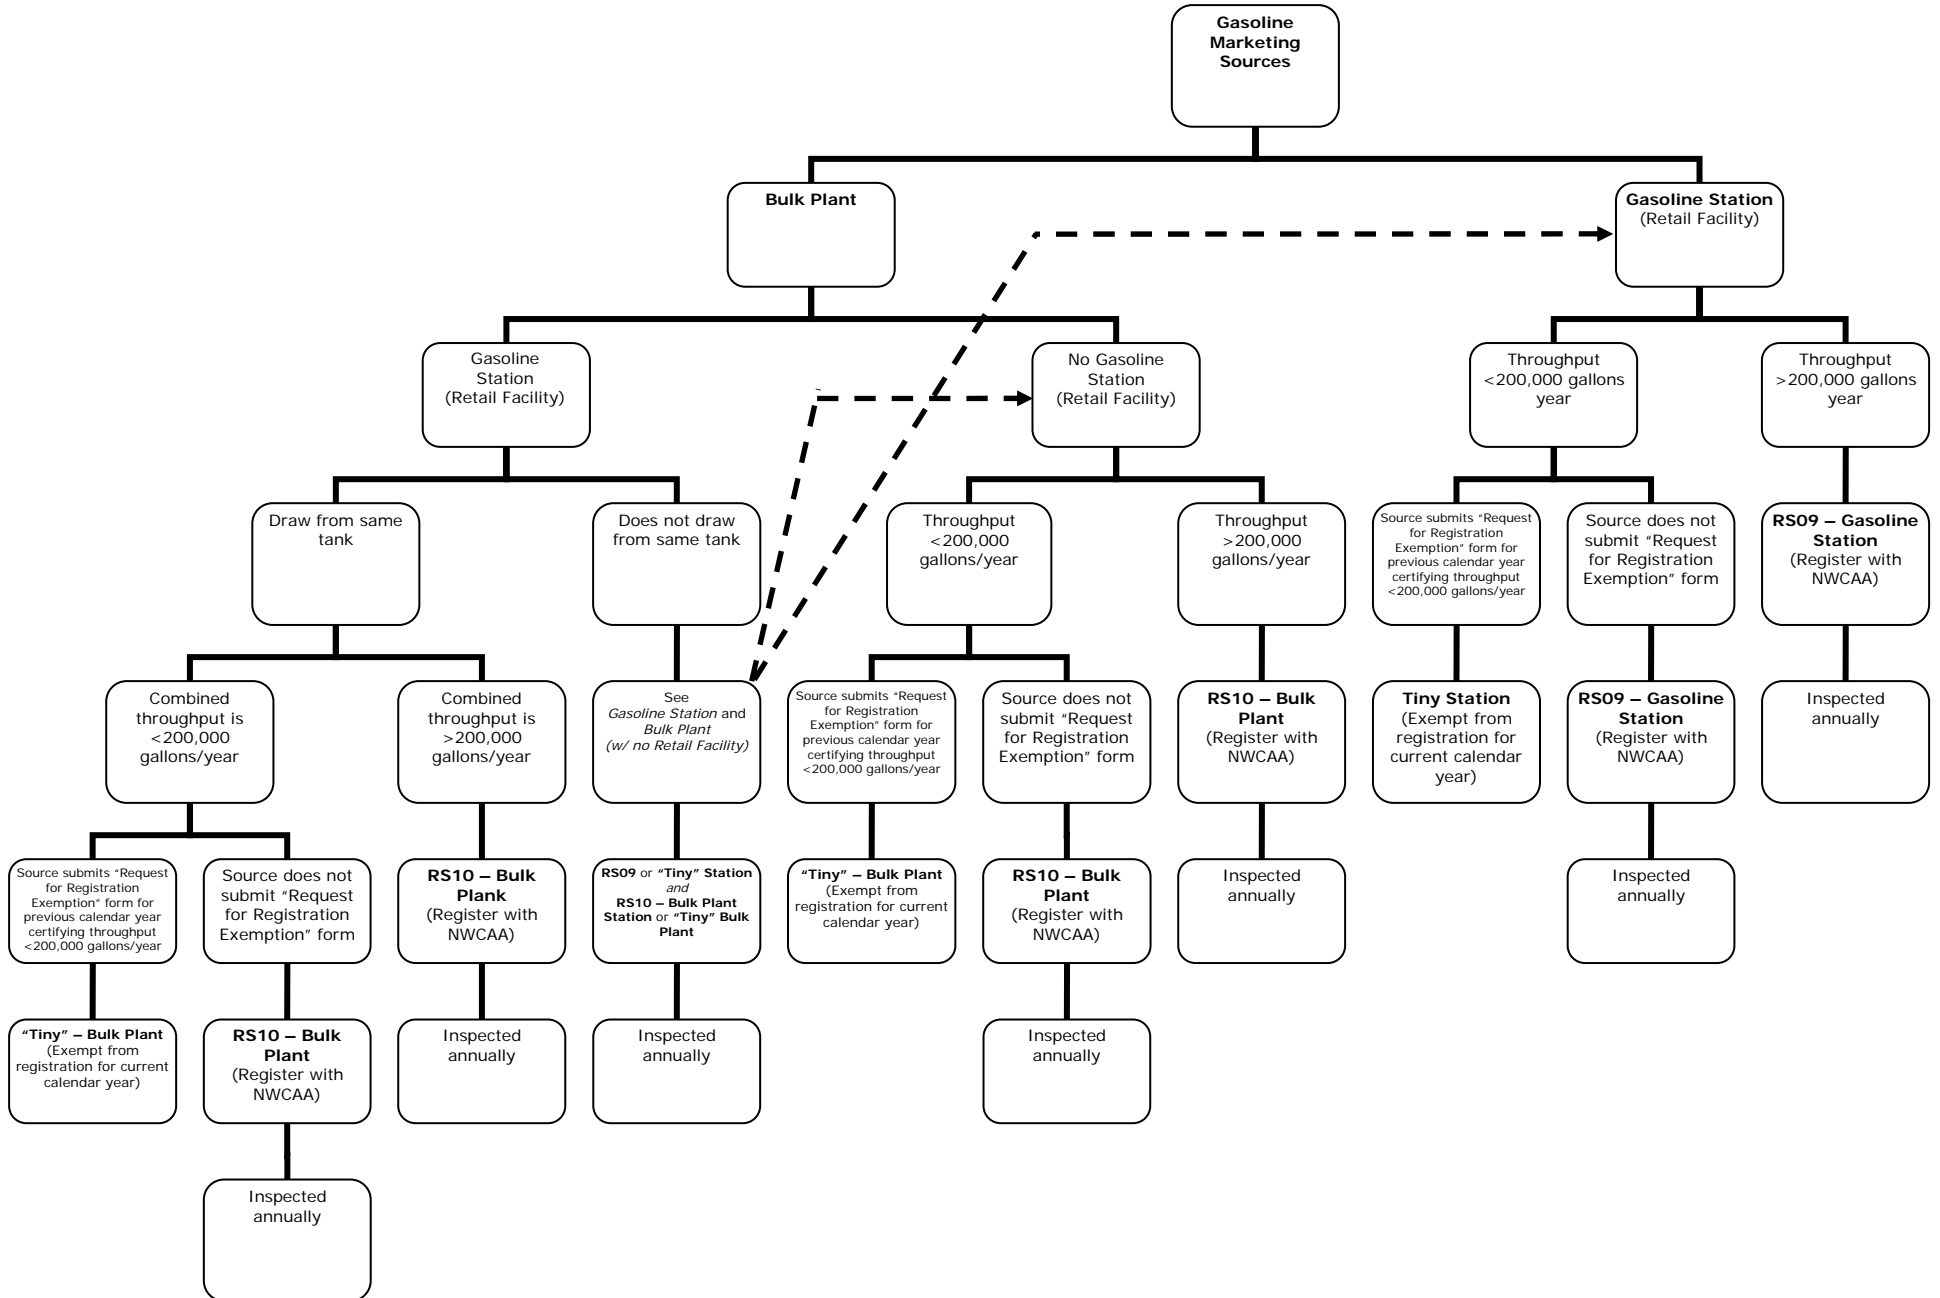 Gasoline
Marketing
Sources
Bulk Plant
Gasoline Station
(Retail Facility)
Gasoline
Station
(Retail Facility)
No Gasoline
Station
(Retail Facility)
Throughput
<200,000 gallons
year
Throughput
>200,000 gallons
year
Draw from same
tank
Does not draw
from same tank
Throughput
<200,000
gallons/year
Throughput
>200,000
gallons/year
Source submits “Request
for Registration
Exemption” form for
previous calendar year
certifying throughput
<200,000 gallons/year
Source does not
submit “Request
for Registration
Exemption” form
RS09 – Gasoline
Station
(Register with
NWCAA)
Combined
throughput is
<200,000
gallons/year
Combined
throughput is
>200,000
gallons/year
See
Gasoline Station and
Bulk Plant
(w/ no Retail Facility)
Source submits “Request
for Registration
Exemption” form for
previous calendar year
certifying throughput
<200,000 gallons/year
Source does not
submit “Request
for Registration
Exemption” form
RS10 – Bulk
Plant
(Register with
NWCAA)
Tiny Station
(Exempt from
registration for
current calendar
year)
RS09 – Gasoline
Station
(Register with
NWCAA)
Inspected
annually
Source submits “Request
for Registration
Exemption” form for
previous calendar year
certifying throughput
<200,000 gallons/year
Source does not
submit “Request
for Registration
Exemption” form
RS10 – Bulk
Plank
(Register with
NWCAA)
RS09 or “Tiny” Station
and
RS10 – Bulk Plant
Station or “Tiny” Bulk
Plant
“Tiny” – Bulk Plant
(Exempt from
registration for current
calendar year)
RS10 – Bulk
Plant
(Register with
NWCAA)
Inspected
annually
Inspected
annually
“Tiny” – Bulk Plant
(Exempt from
registration for current
calendar year)
RS10 – Bulk
Plant
(Register with
NWCAA)
Inspected
annually
Inspected
annually
Inspected
annually
Inspected
annually